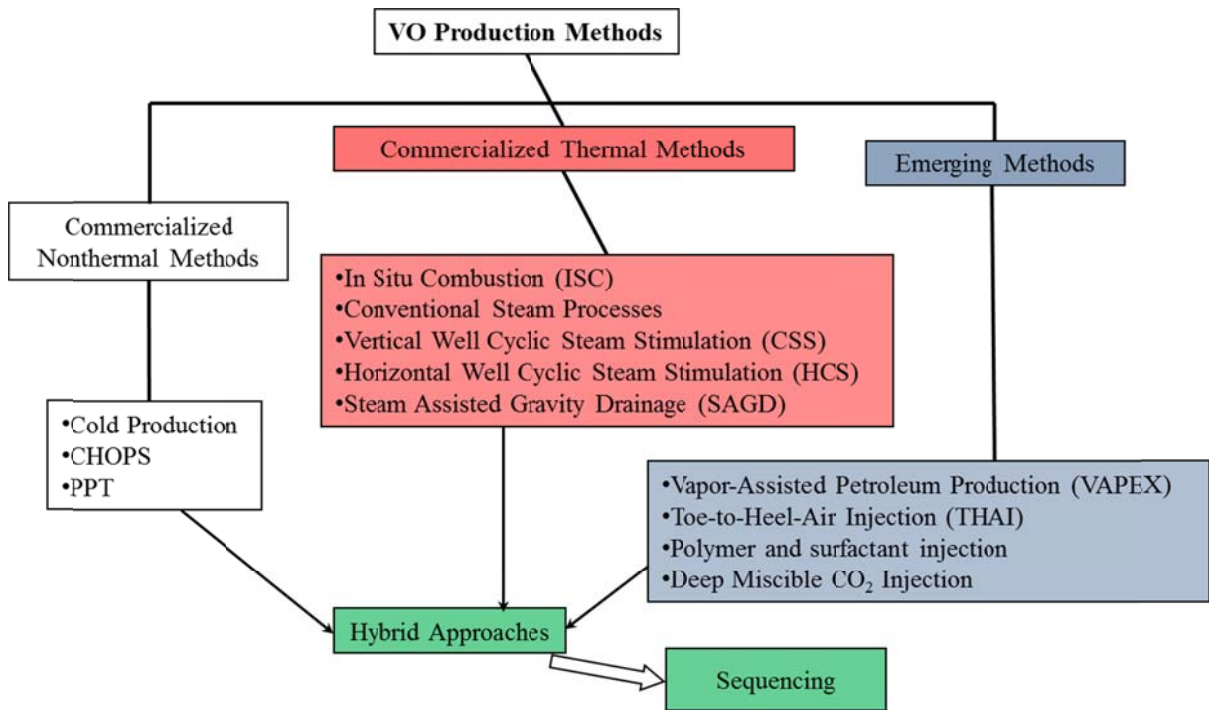 VO Production Methods
Commercialized Thermal Methods
Emerging Methods
Commercialized
Nonthermal Methods
•In Situ Combustion (ISC)
•Conventional Steam Processes
•Vertical Well Cyclic Steam Stimulation (CSS)
•Horizontal Well Cyclic Steam Stimulation (HCS)
•Steam Assisted Gravity Drainage (SAGD)
•Cold Production
•CHOPS
•PPT
•Vapor-Assisted Petroleum Production (VAPEX)
•Toe-to-Heel-Air Injection (THAI)
•Polymer and surfactant injection
•Deep Miscible CO₂ Injection
Hybrid Approaches
Sequencing